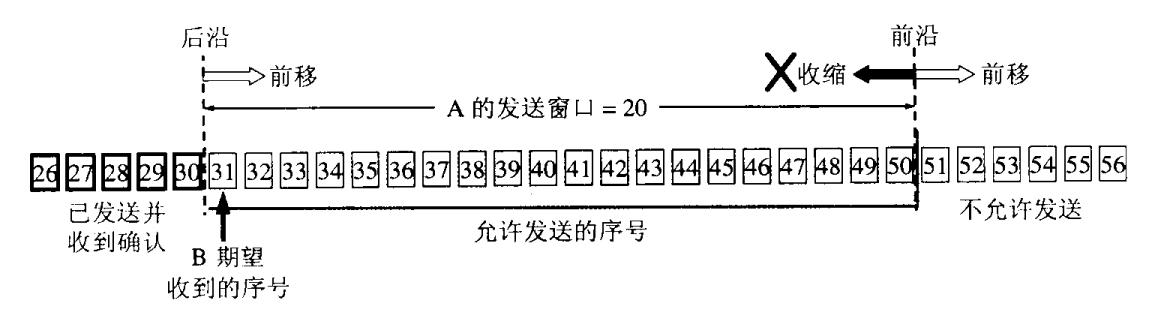 后沿
前沿
前移
收缩
前移
A 的发送窗口 = 20
26 27 28 29 30 31 32 33 34 35 36 37 38 39 40 41 42 43 44 45 46 47 48 49 50 51 52 53 54 55 56
已发送并
收到确认
B 期望
收到的序号
允许发送的序号
不允许发送